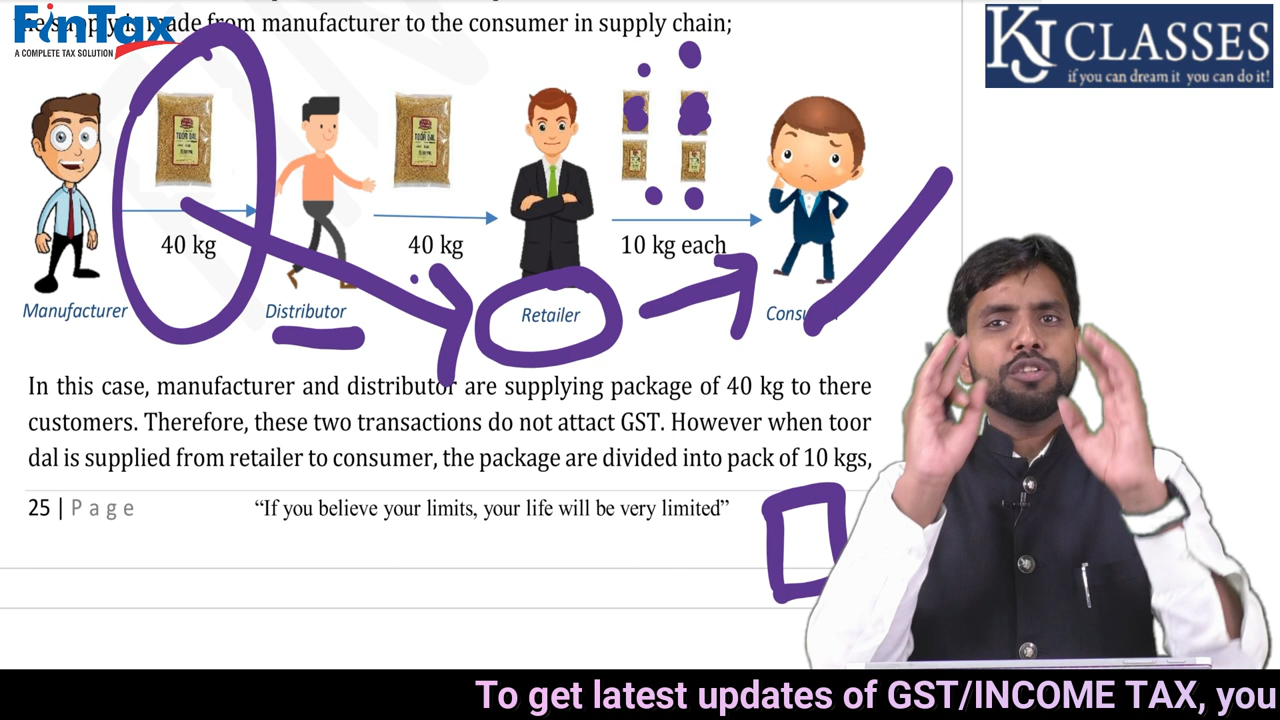 he supply is made from manufacturer to the consumer in supply chain;
FinTax
A COMPLETE TAX SOLUTION
KJ CLASSES
if you can dream it you can do it!
TOOR DAL
TOOR DAL
40 kg
40 kg
10 kg each
Manufacturer
Distributor
Retailer
In this case, manufacturer and distributor are supplying package of 40 kg to there
customers. Therefore, these two transactions do not attact GST. However when toor
dal is supplied from retailer to consumer, the package are divided into pack of 10 kgs,
25 | Page
“If you believe your limits, your life will be very limited”
To get latest updates of GST/INCOME TAX, you